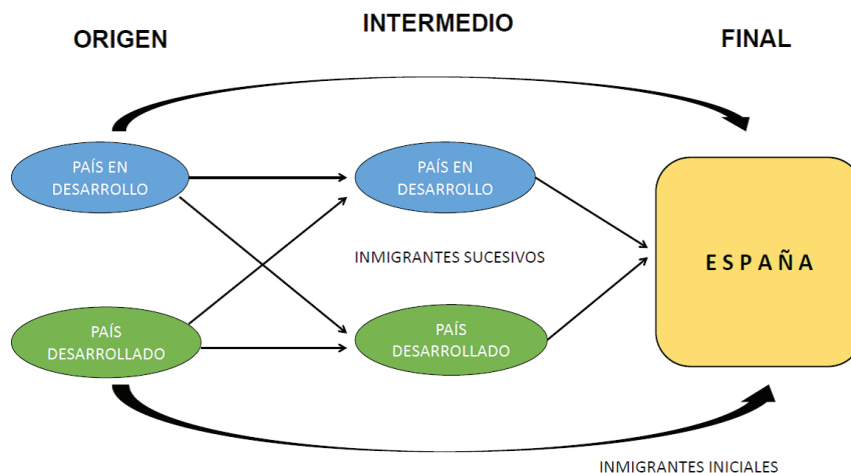 ORIGEN
INTERMEDIO
FINAL
PAÍS EN
DESARROLLO
PAÍS EN
DESARROLLO
INMIGRANTES SUCESIVOS
E S P A Ñ A
PAÍS
DESARROLLADO
PAÍS
DESARROLLADO
INMIGRANTES INICIALES